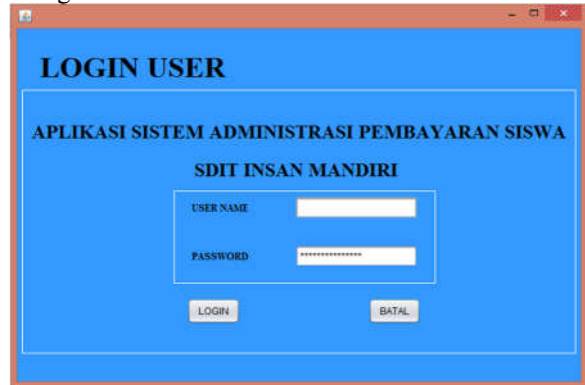 LOGIN USER
APLIKASI SISTEM ADMINISTRASI PEMBAYARAN SISWA
SDIT INSAN MANDIRI
USER NAME
PASSWORD ***************
LOGIN BATAL